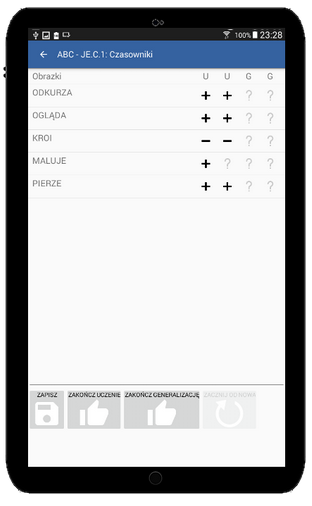 100% 23:28
ABC - JE.C.1: Czasowniki
Obrazki U U G G
ODKURZA + + ? ?
OGLĄDA + + ? ?
KROI - - ? ?
MALUJE + ? ? ?
PIERZE + + ? ?
ZAPISZ ZAKOŃCZ UCZENIE ZAKOŃCZ GENERALIZACJĘ ZACZNIJ OD NOWA